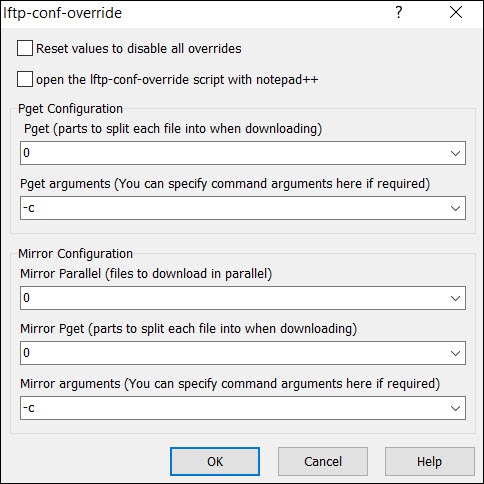 lftp-conf-override
?
Reset values to disable all overrides
open the lftp-conf-override script with notepad++
Pget Configuration
Pget (parts to split each file into when downloading)
0
Pget arguments (You can specify command arguments here if required)
-c
Mirror Configuration
Mirror Parallel (files to download in parallel)
0
Mirror Pget (parts to split each file into when downloading)
0
Mirror arguments (You can specify command arguments here if required)
-c
OK Cancel Help